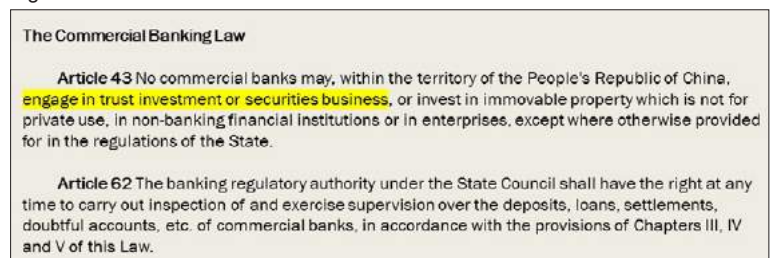 The Commercial Banking Law
Article 43 No commercial banks may, within the territory of the People's Republic of China,
engage in trust investment or securities business, or invest in immovable property which is not for
private use, in non-banking financial institutions or in enterprises, except where otherwise provided
for in the regulations of the State.
Article 62 The banking regulatory authority under the State Council shall have the right at any
time to carry out inspection of and exercise supervision over the deposits, loans, settlements,
doubtful accounts, etc. of commercial banks, in accordance with the provisions of Chapters III, IV
and V of this Law.